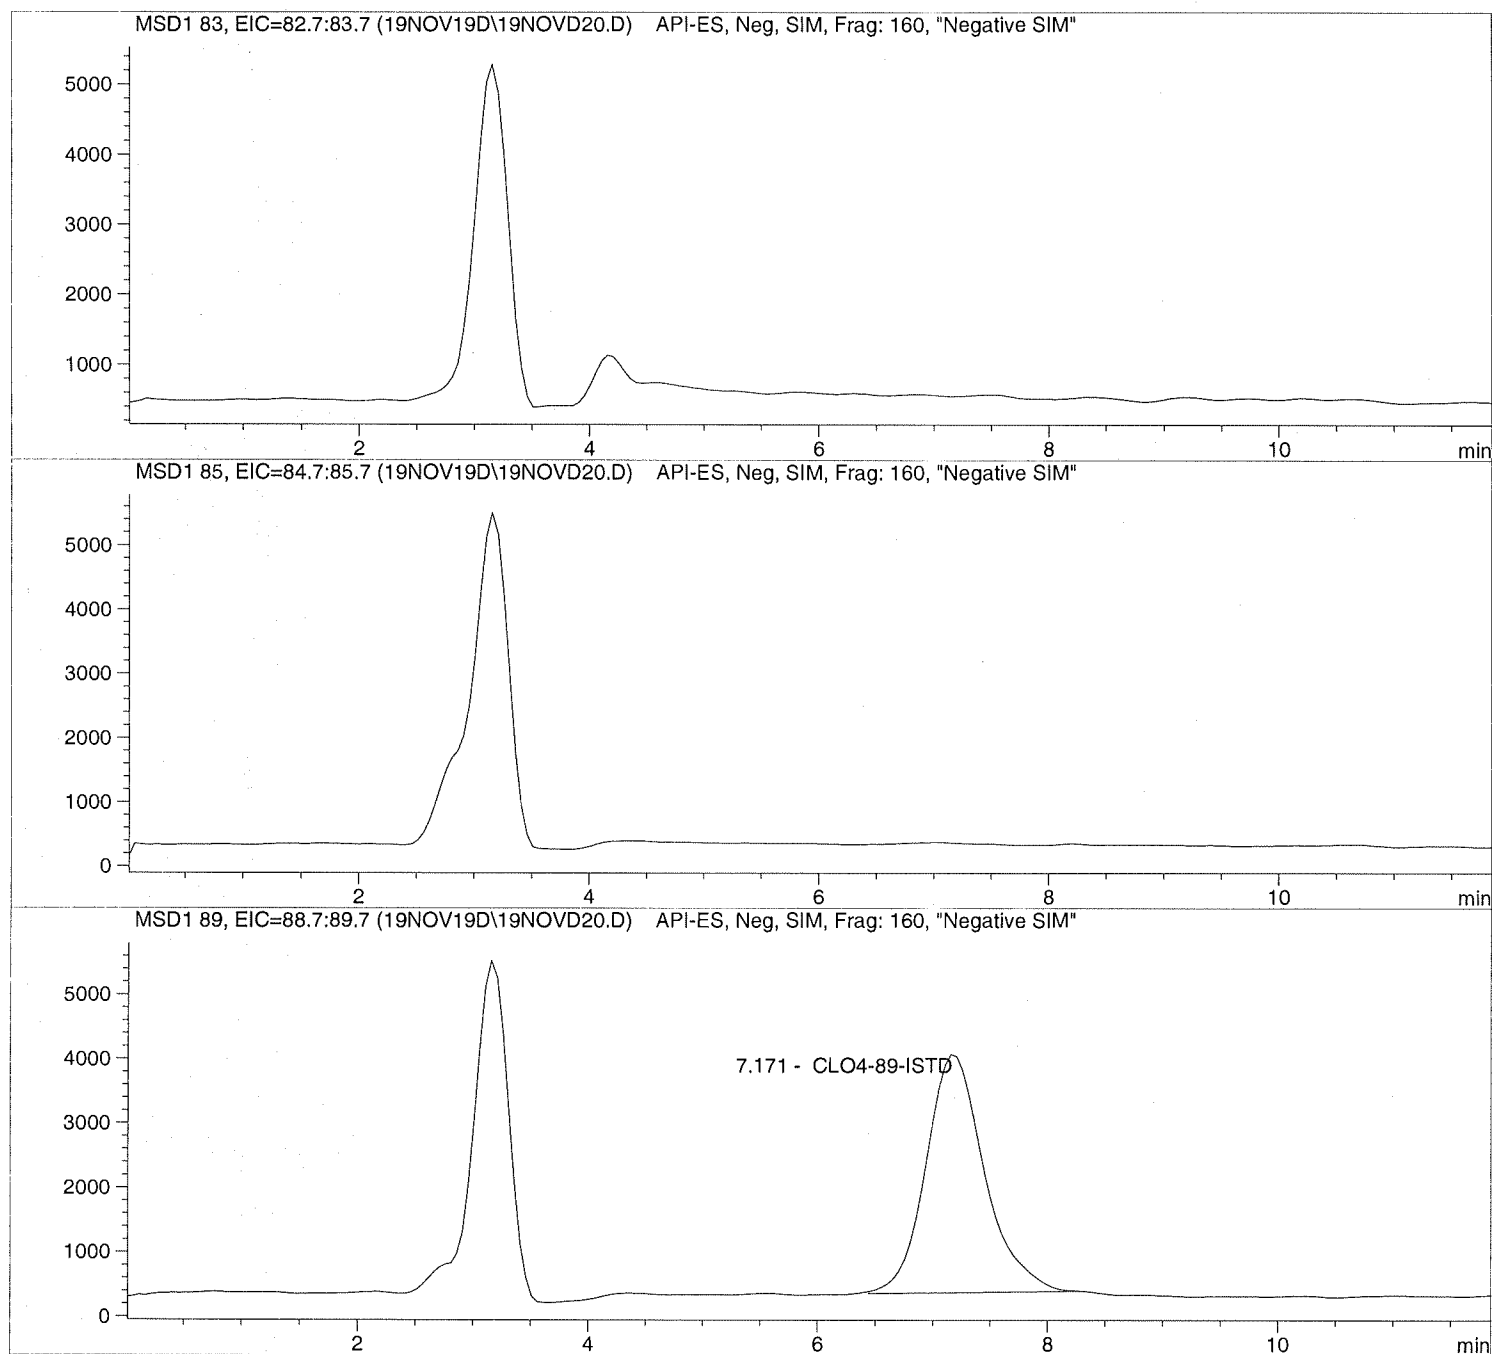 MSD1 83, EIC=82.7:83.7 (19NOV19D\19NOVD20.D) API-ES, Neg, SIM, Frag: 160, "Negative SIM"
5000
4000
3000
2000
1000
2 4 6 8 10 min
MSD1 85, EIC=84.7:85.7 (19NOV19D\19NOVD20.D) API-ES, Neg, SIM, Frag: 160, "Negative SIM"
5000
4000
3000
2000
1000
0
2 4 6 8 10 min
MSD1 89, EIC=88.7:89.7 (19NOV19D\19NOVD20.D) API-ES, Neg, SIM, Frag: 160, "Negative SIM"
5000
4000
7.171 - CLO4-89-ISTD
3000
2000
1000
0
2 4 6 8 10 min